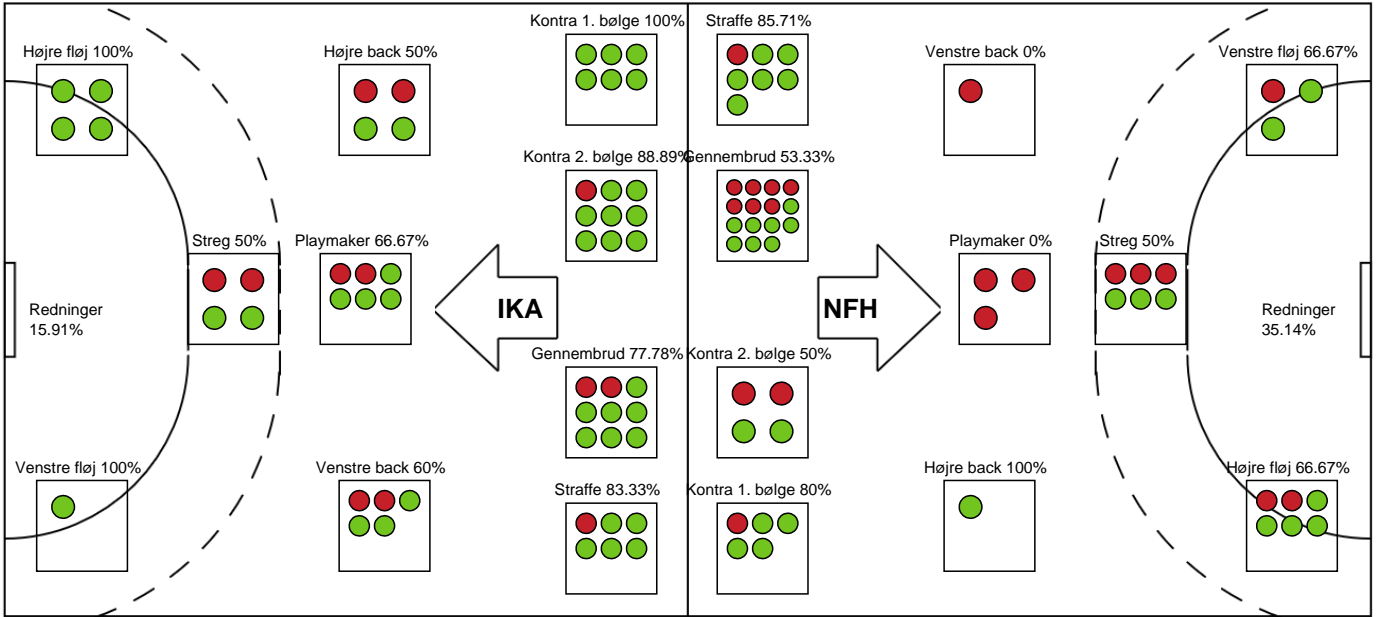 Kontra 1. bølge 100%
Straffe 85.71%
Højre fløj 100%
Højre back 50%
Venstre back 0%
Venstre fløj 66.67%
Kontra 2. bølge 88.89%
Gennembrud 53.33%
Streg 50%
Playmaker 66.67%
Playmaker 0%
Streg 50%
IKA
NFH
Redninger
15.91%
Redninger
35.14%
Gennembrud 77.78%
Kontra 2. bølge 50%
Venstre fløj 100%
Venstre back 60%
Højre back 100%
Højre fløj 66.67%
Straffe 83.33%
Kontra 1. bølge 80%